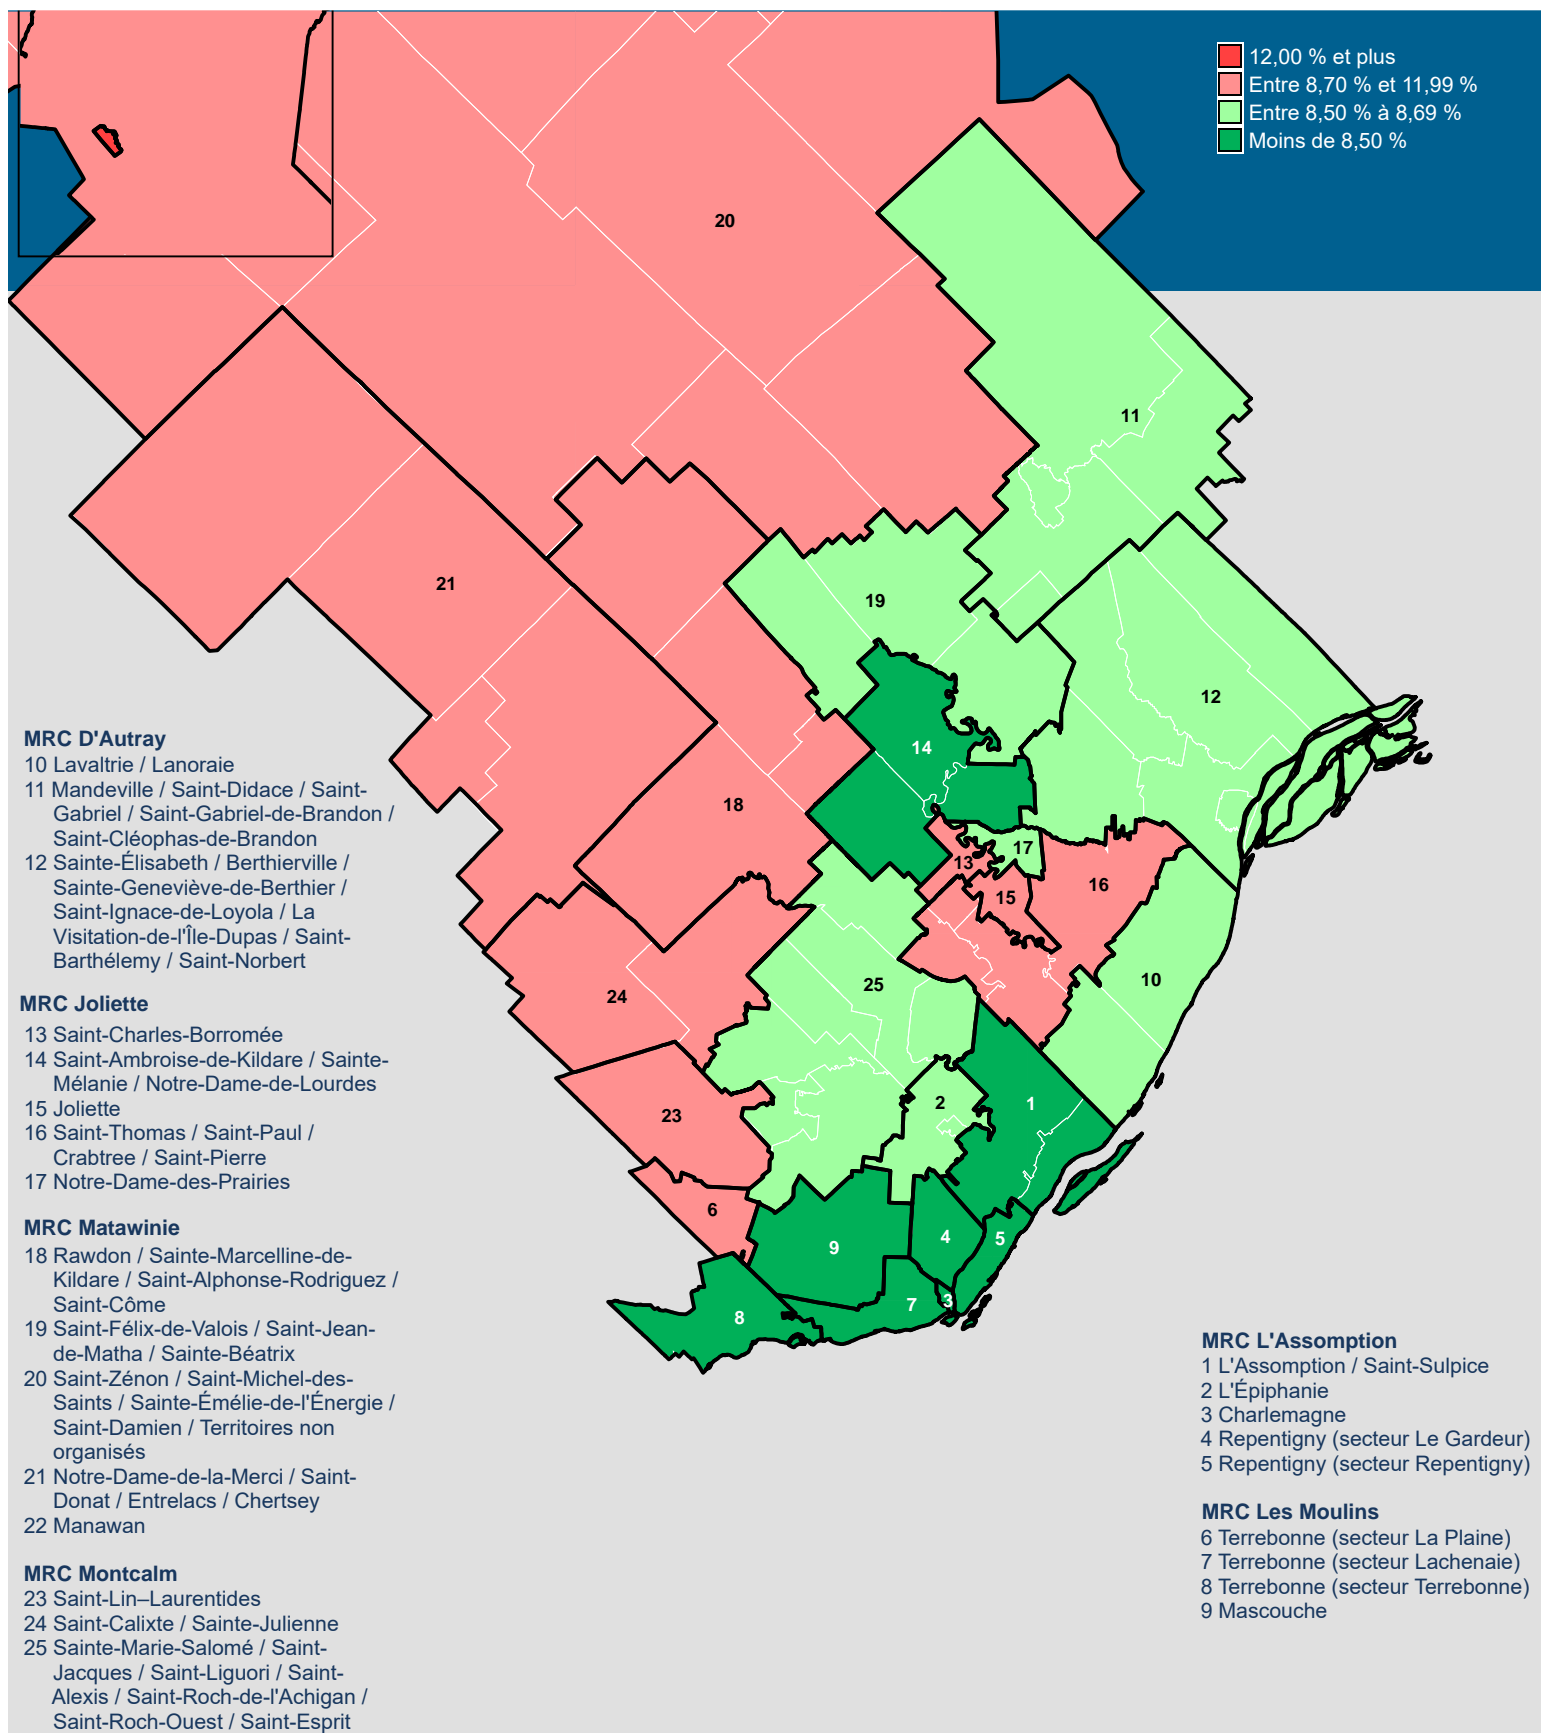 12,00 % et plus
Entre 8,70 % et 11,99 %
Entre 8,50 % à 8,69 %
Moins de 8,50 %
20
11
21
19
12
14
18
17
13
16
15
10
25
24
2
1
23
6
4
5
9
3
7
8
MRC D'Autray
10 Lavaltrie / Lanoraie
11 Mandeville / Saint-Didace / Saint-
Gabriel / Saint-Gabriel-de-Brandon /
Saint-Cléophas-de-Brandon
12 Sainte-Élisabeth / Berthierville /
Sainte-Geneviève-de-Berthier /
Saint-Ignace-de-Loyola / La
Visitation-de-l'Île-Dupas / Saint-
Barthélemy / Saint-Norbert
MRC Joliette
13 Saint-Charles-Borromée
14 Saint-Ambroise-de-Kildare / Sainte-
Mélanie / Notre-Dame-de-Lourdes
15 Joliette
16 Saint-Thomas / Saint-Paul /
Crabtree / Saint-Pierre
17 Notre-Dame-des-Prairies
MRC Matawinie
18 Rawdon / Sainte-Marcelline-de-
Kildare / Saint-Alphonse-Rodriguez /
Saint-Côme
19 Saint-Félix-de-Valois / Saint-Jean-
de-Matha / Sainte-Béatrix
20 Saint-Zénon / Saint-Michel-des-
Saints / Sainte-Émélie-de-l'Énergie /
Saint-Damien / Territoires non
organisés
21 Notre-Dame-de-la-Merci / Saint-
Donat / Entrelacs / Chertsey
22 Manawan
MRC Montcalm
23 Saint-Lin–Laurentides
24 Saint-Calixte / Sainte-Julienne
25 Sainte-Marie-Salomé / Saint-
Jacques / Saint-Liguori / Saint-
Alexis / Saint-Roch-de-l'Achigan /
Saint-Roch-Ouest / Saint-Esprit
MRC L'Assomption
1 L'Assomption / Saint-Sulpice
2 L'Épiphanie
3 Charlemagne
4 Repentigny (secteur Le Gardeur)
5 Repentigny (secteur Repentigny)
MRC Les Moulins
6 Terrebonne (secteur La Plaine)
7 Terrebonne (secteur Lachenaie)
8 Terrebonne (secteur Terrebonne)
9 Mascouche